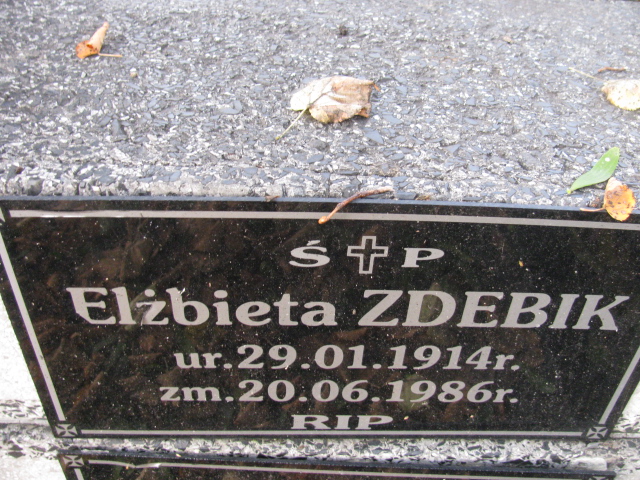 Ś✝P
Elżbieta ZDEBIK
ur.29.01.1914r.
zm.20.06.1986r.
RIP